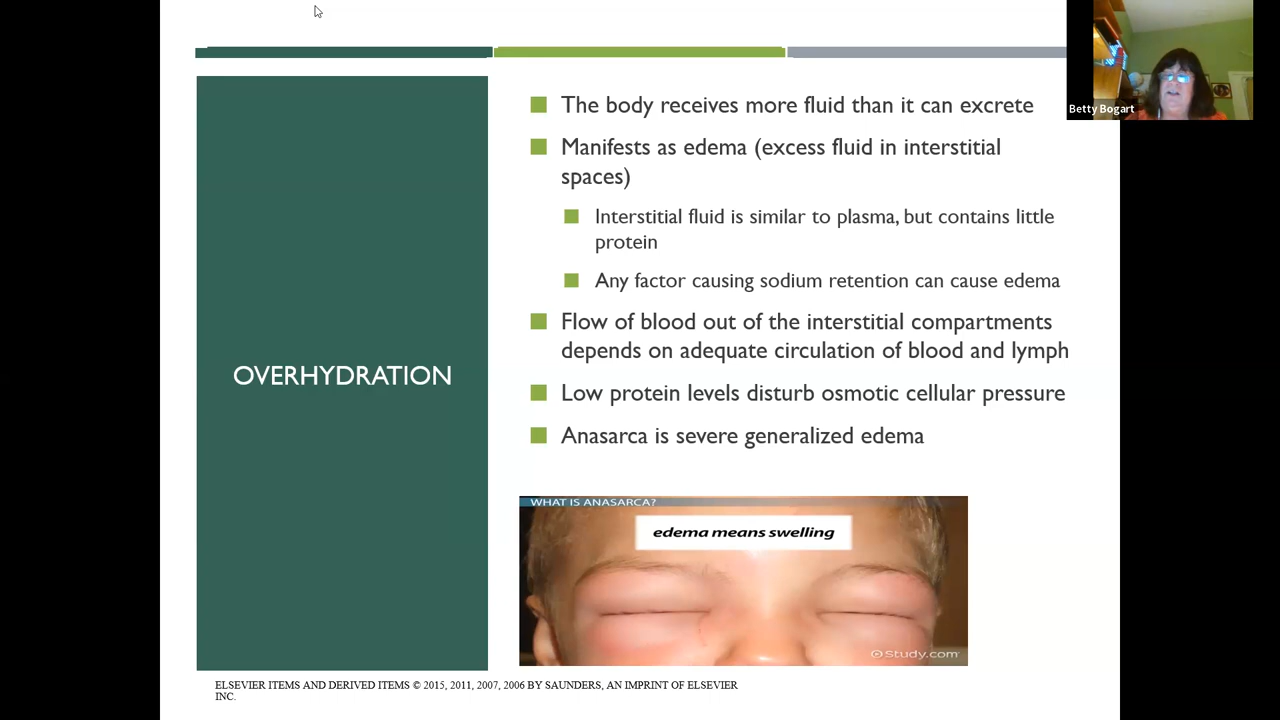 Betty Bogart
OVERHYDRATION
The body receives more fluid than it can excrete
Manifests as edema (excess fluid in interstitial
spaces)
Interstitial fluid is similar to plasma, but contains little
protein
Any factor causing sodium retention can cause edema
Flow of blood out of the interstitial compartments
depends on adequate circulation of blood and lymph
Low protein levels disturb osmotic cellular pressure
Anasarca is severe generalized edema
WHAT IS ANASARCA?
edema means swelling
Study.com
ELSEVIER ITEMS AND DERIVED ITEMS © 2015, 2011, 2007, 2006 BY SAUNDERS, AN IMPRINT OF ELSEVIER
INC.